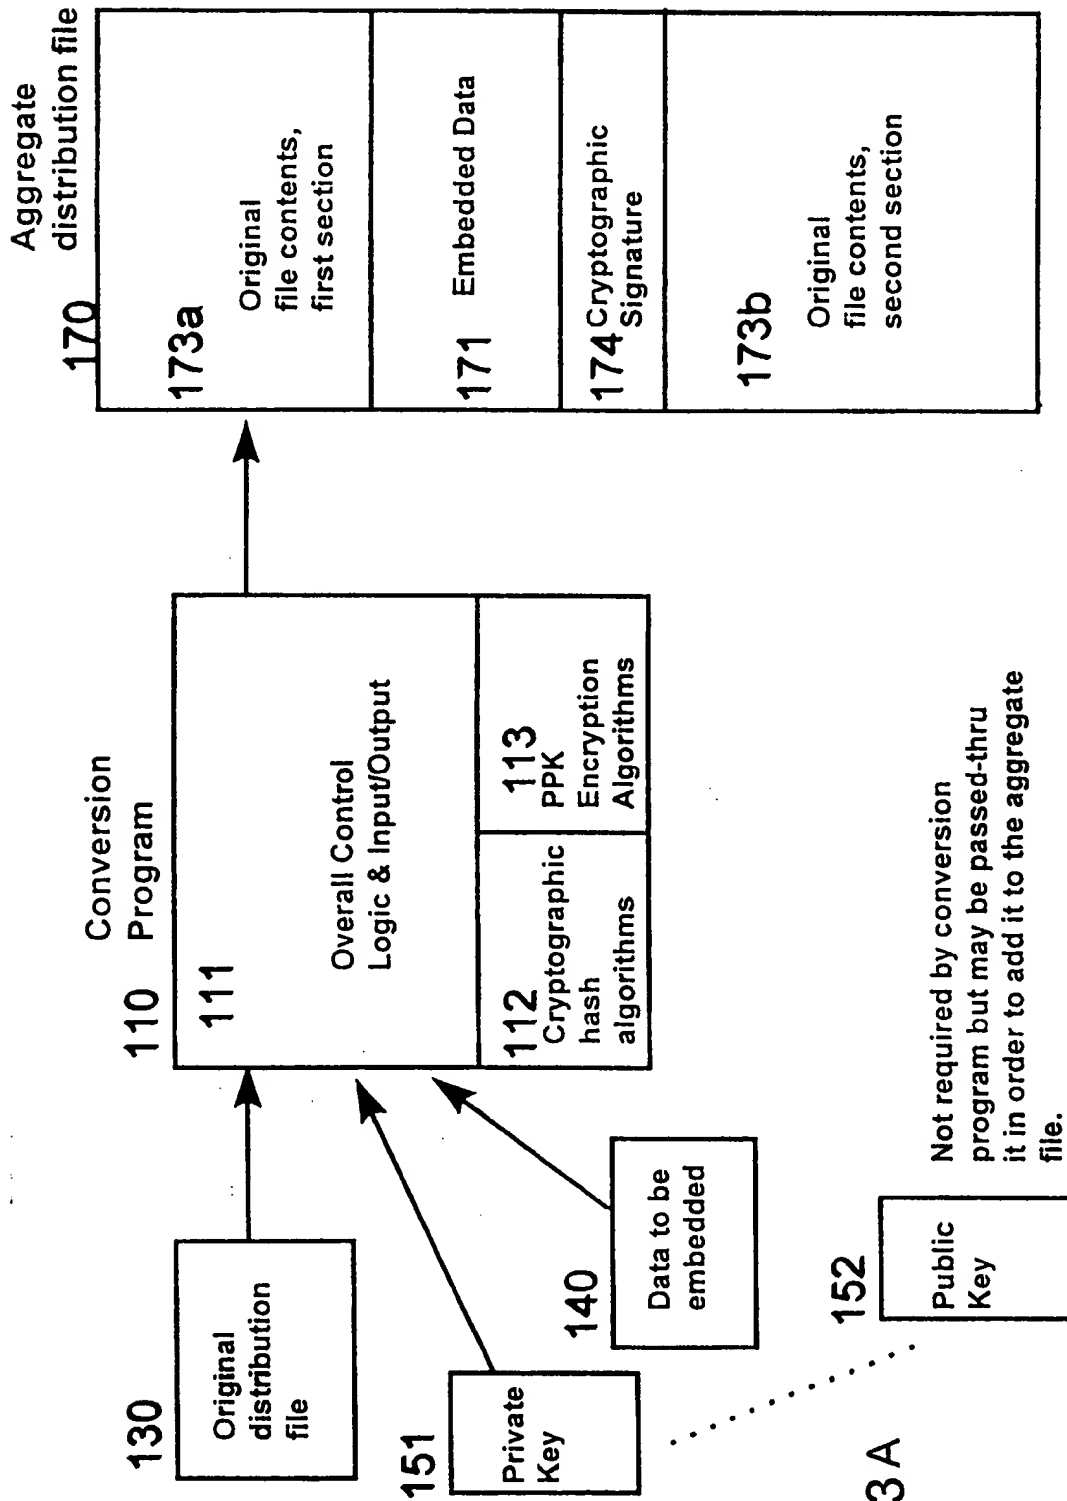 130
Original
distribution
file
151
Private
Key
140
Data to be
embedded
152
Public
Key
Not required by conversion
program but may be passed-thru
it in order to add it to the aggregate
file.
Conversion
110 Program
111
Overall Control
Logic & Input/Output
112
Cryptographic
hash
algorithms
113
PPK
Encryption
Algorithms
Aggregate
170 distribution file
173a
Original
file contents,
first section
171 Embedded Data
174 Cryptographic
Signature
173b
Original
file contents,
second section
3 A